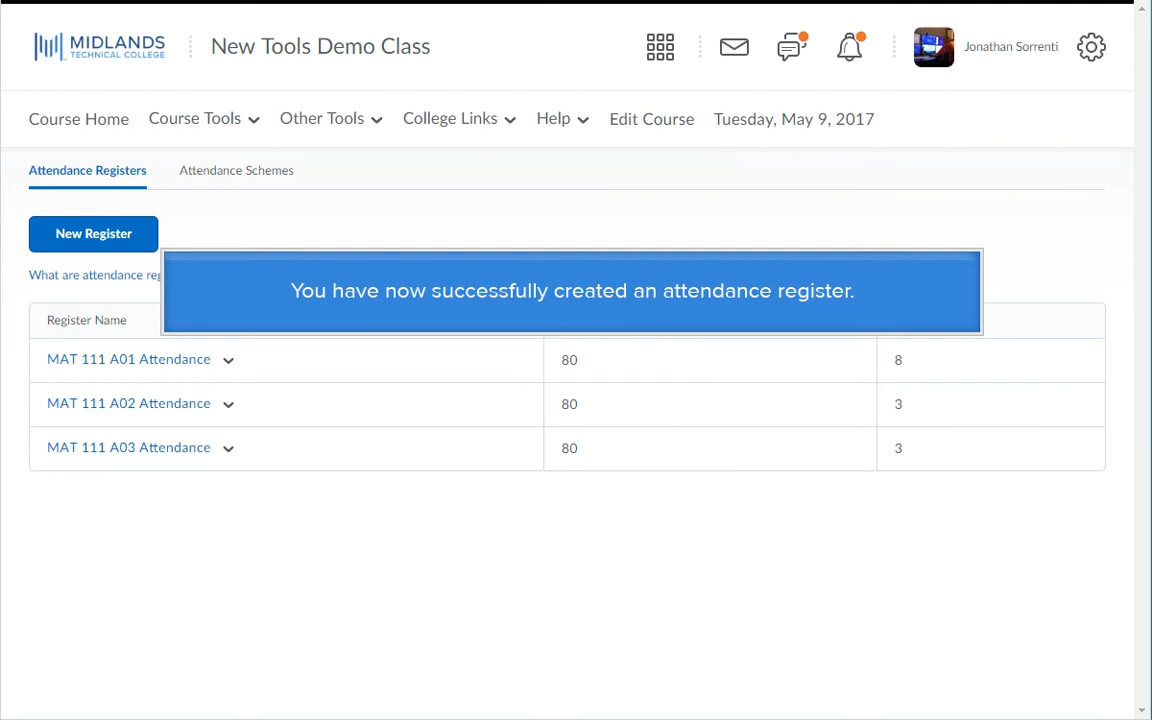 MIDLANDS
TECHNICAL COLLEGE
New Tools Demo Class
Jonathan Sorrenti
Course Home Course Tools Other Tools College Links Help Edit Course Tuesday, May 9, 2017
Attendance Registers Attendance Schemes
New Register
What are attendance
You have now successfully created an attendance register.
Register Name
MAT 111 A01 Attendance 80 8
MAT 111 A02 Attendance 80 3
MAT 111 A03 Attendance 80 3